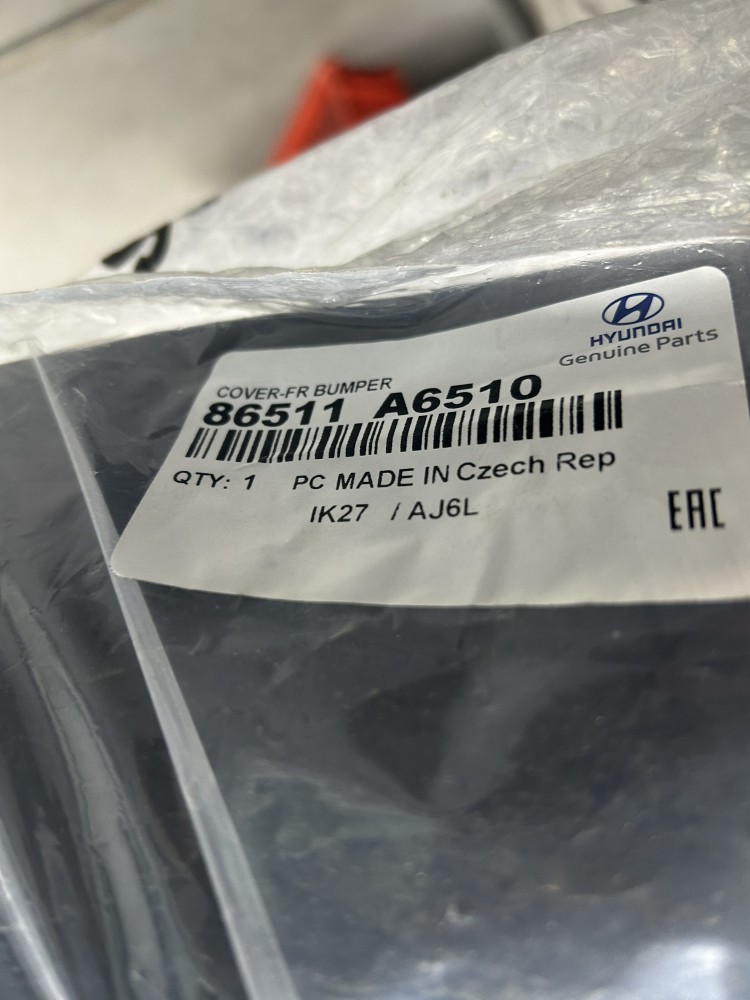 HYUNDAI
Genuine Parts
COVER-FR BUMPER
86511 A6510
QTY: 1 PC MADE IN Czech Rep
IK27 / AJ6L
EAC